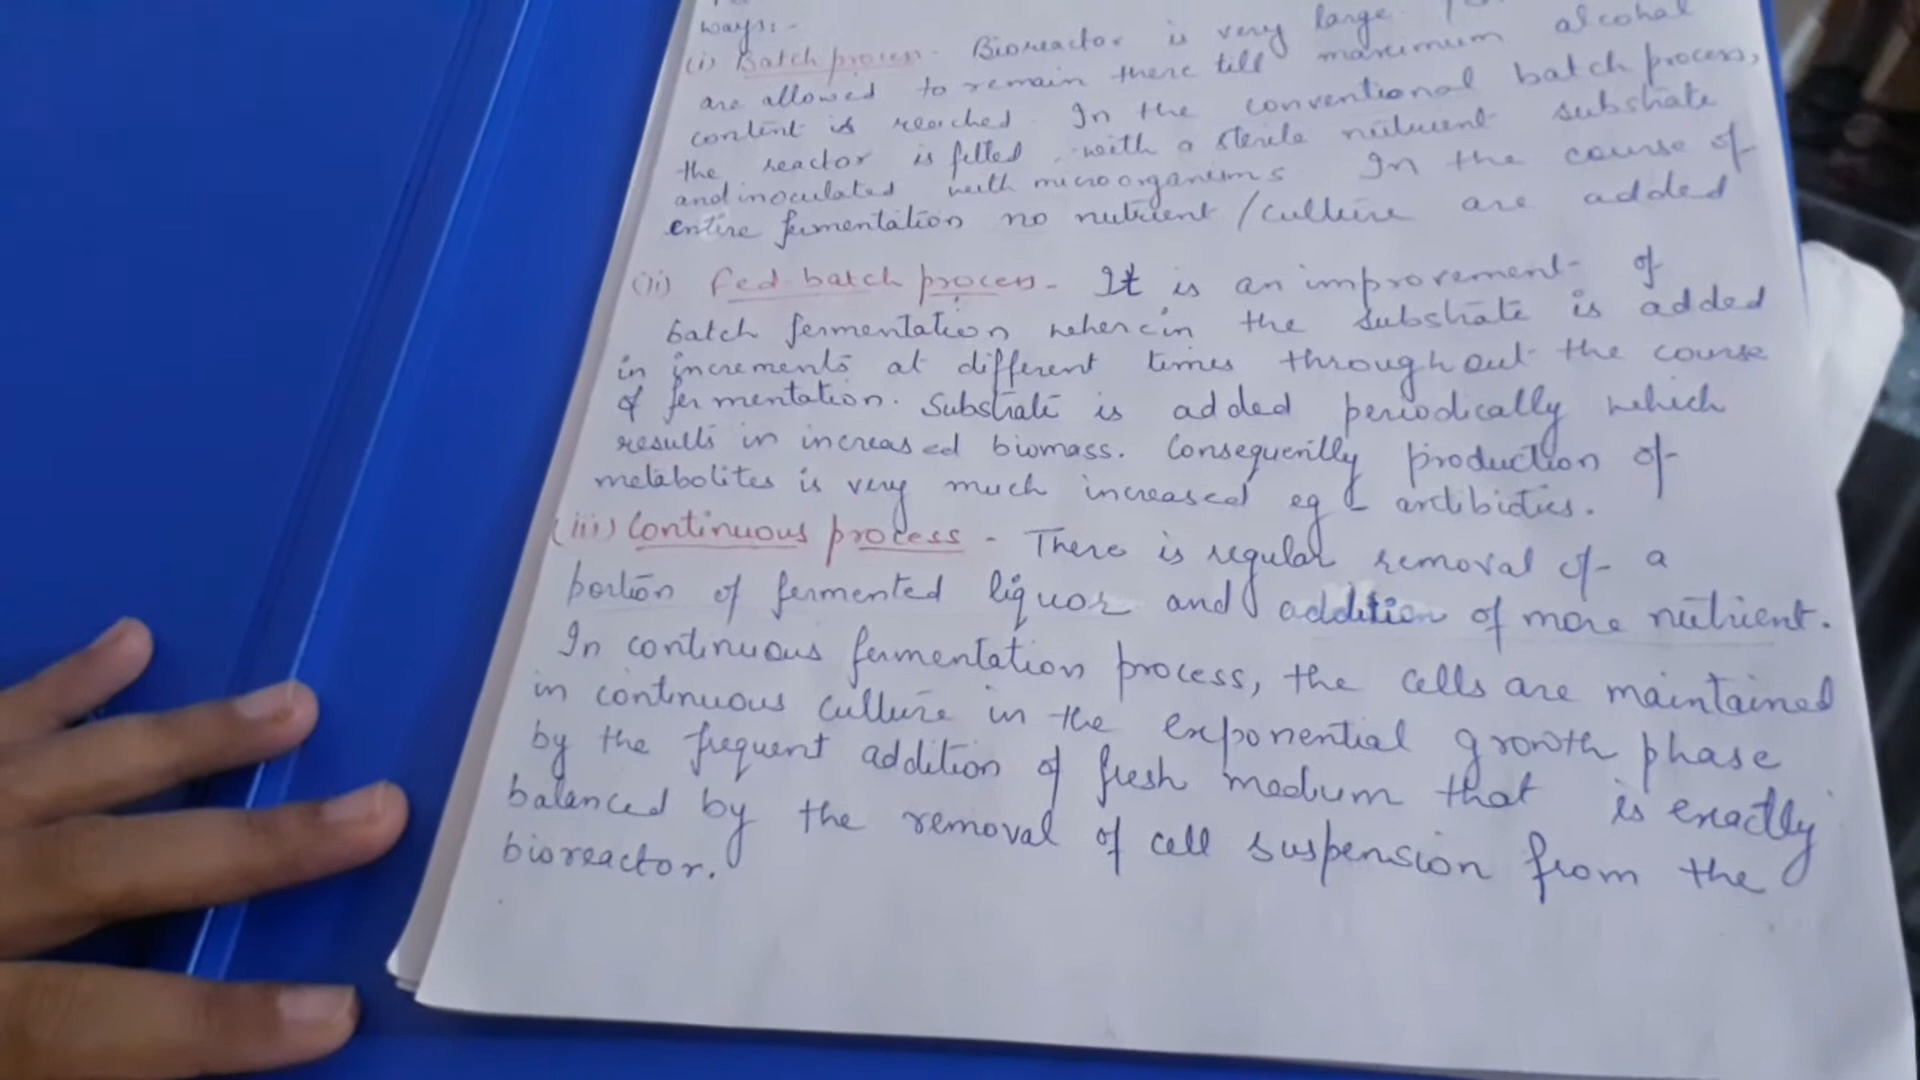 ways:-
(i) Batch process- Bioreactor is very large
are allowed to remain there till maximum alcohal
content is reached. In the conventional batch process,
the reactor is filled with a sterile nutrient substrate
and inoculated with microorganisms. In the course of
entire fermentation no nutrient / culture are added
(ii) Fed-batch process- It is an improvement of
batch fermentation wherein the substrate is added
in increments at different times throughout the course
of fermentation. Substrate is added periodically which
results in increased biomass. Consequently production of
metabolites is very much increased eg - antibiotics.
(iii) Continuous process - There is regular removal of a
portion of fermented liquor and addition of more nutrient.
In continuous fermentation process, the cells are maintained
in continuous culture in the exponential growth phase
by the frequent addition of fresh medium that is exactly
balanced by the removal of cell suspension from the
bioreactor.